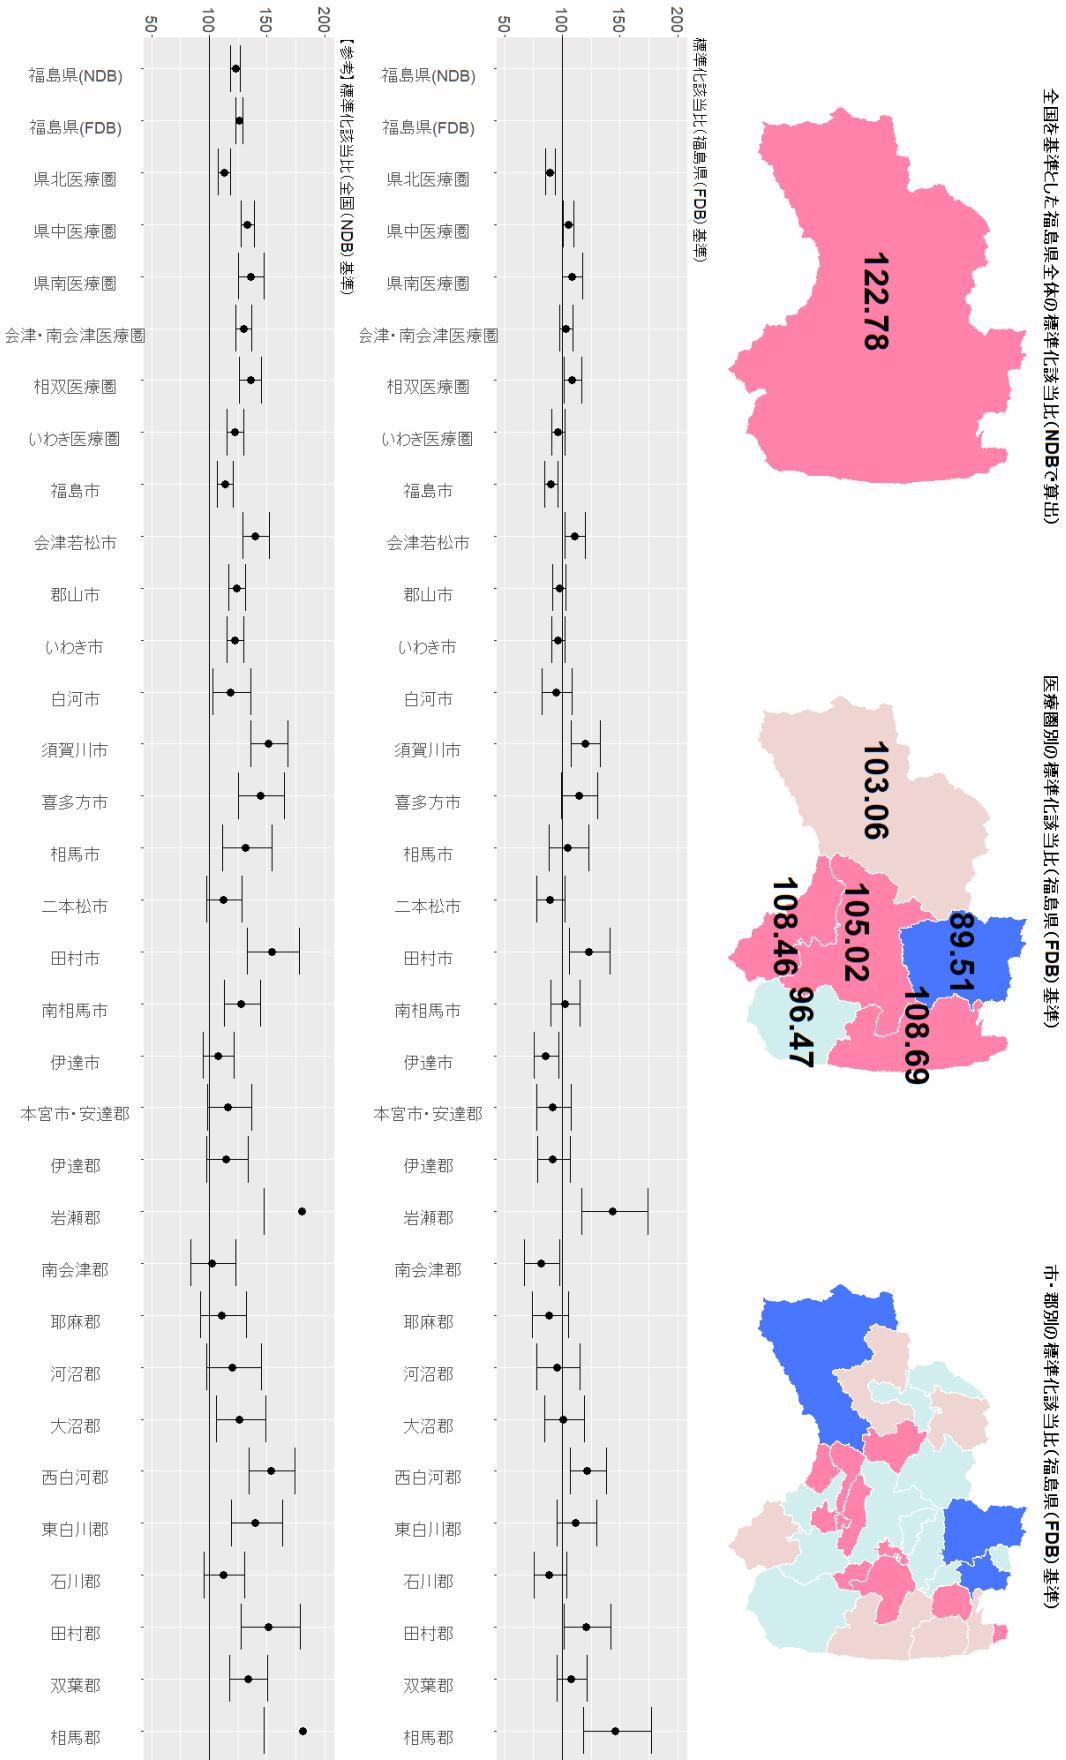 全国を基準とした福島県全体の標準化該当比(NDBで算出)
122.78
医療圏別の標準化該当比(福島県(FDB)基準)
103.06
89.51
105.02
108.46
108.69
96.47
市・郡別の標準化該当比(福島県(FDB)基準)
標準化該当比(福島県(FDB)基準)
200
150
100
50
福島県(NDB)
福島県(FDB)
県北医療圏
県中医療圏
県南医療圏
会津・南会津医療圏
相双医療圏
いわき医療圏
福島市
会津若松市
郡山市
いわき市
白河市
須賀川市
喜多方市
相馬市
二本松市
田村市
南相馬市
伊達市
本宮市・安達郡
伊達郡
岩瀬郡
南会津郡
耶麻郡
河沼郡
大沼郡
西白河郡
東白川郡
石川郡
田村郡
双葉郡
相馬郡
【参考】標準化該当比(全国(NDB)基準)
200
150
100
50
福島県(NDB)
福島県(FDB)
県北医療圏
県中医療圏
県南医療圏
会津・南会津医療圏
相双医療圏
いわき医療圏
福島市
会津若松市
郡山市
いわき市
白河市
須賀川市
喜多方市
相馬市
二本松市
田村市
南相馬市
伊達市
本宮市・安達郡
伊達郡
岩瀬郡
南会津郡
耶麻郡
河沼郡
大沼郡
西白河郡
東白川郡
石川郡
田村郡
双葉郡
相馬郡